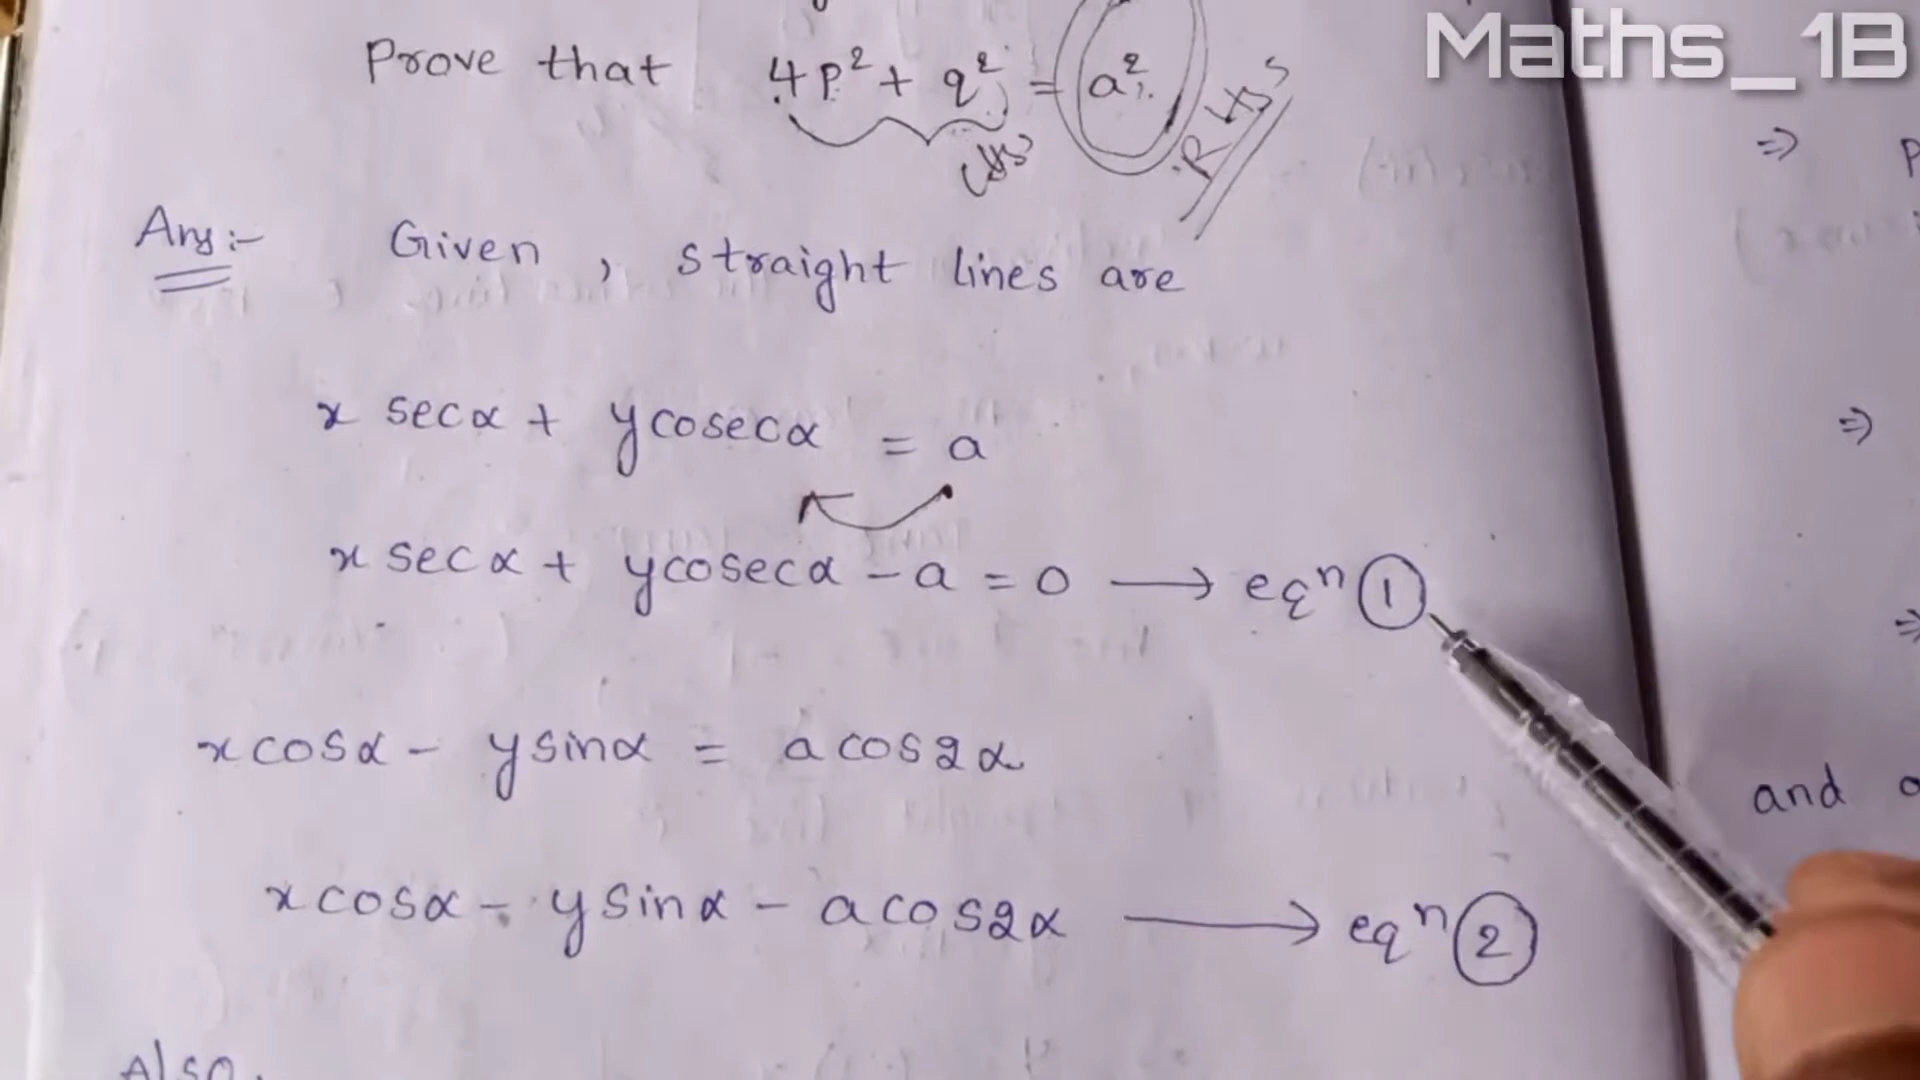 Maths_1B
Prove that 4p² + q² = a²
LHS RHS
Ans:- Given, straight lines are
x secα + y cosecα = a
x secα + y cosecα - a = 0 → eqⁿ ①
x cosα - y sinα = a cos2α
x cosα - y sinα - a cos2α → eqⁿ ②
Also,
⇒ P
⇒
⇒
and